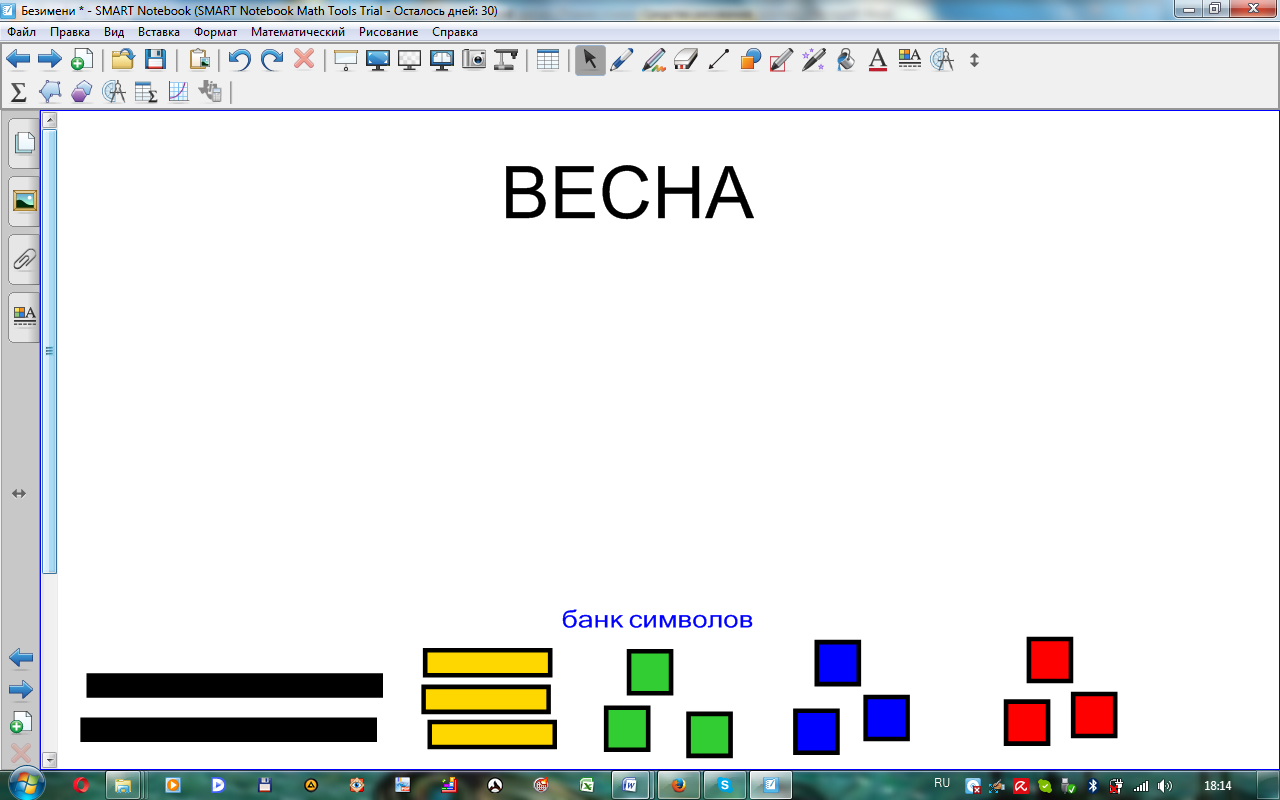 Безимени * - SMART Notebook (SMART Notebook Math Tools Trial - Осталось дней: 30)
Файл Правка Вид Вставка Формат Математический Рисование Справка
ВЕСНА
банк символов
RU 18:14